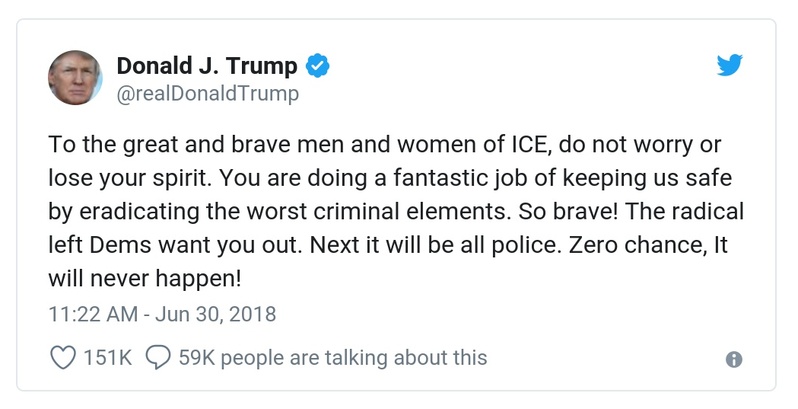 Donald J. Trump
@realDonaldTrump
To the great and brave men and women of ICE, do not worry or
lose your spirit. You are doing a fantastic job of keeping us safe
by eradicating the worst criminal elements. So brave! The radical
left Dems want you out. Next it will be all police. Zero chance, It
will never happen!
11:22 AM - Jun 30, 2018
151K 59K people are talking about this